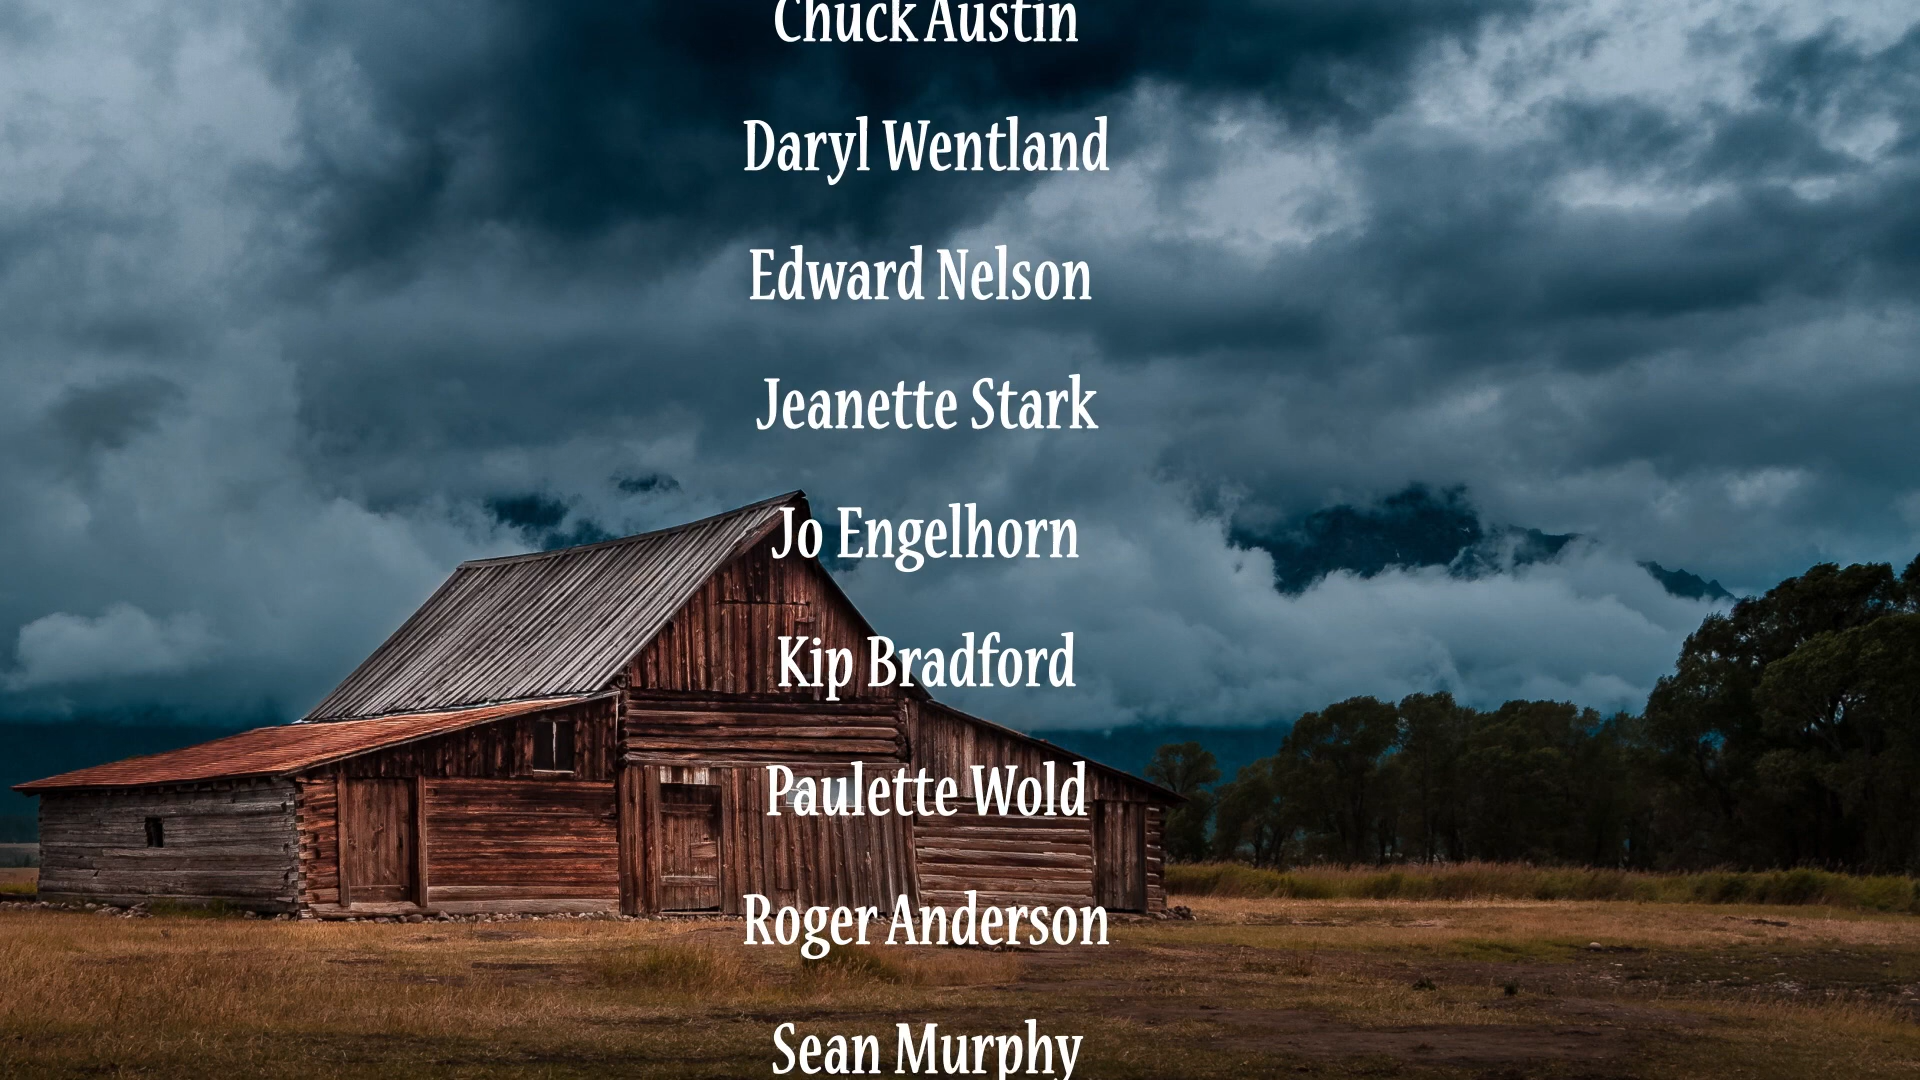 Chuck Austin
Daryl Wentland
Edward Nelson
Jeanette Stark
Jo Engelhorn
Kip Bradford
Paulette Wold
Roger Anderson
Sean Murphy